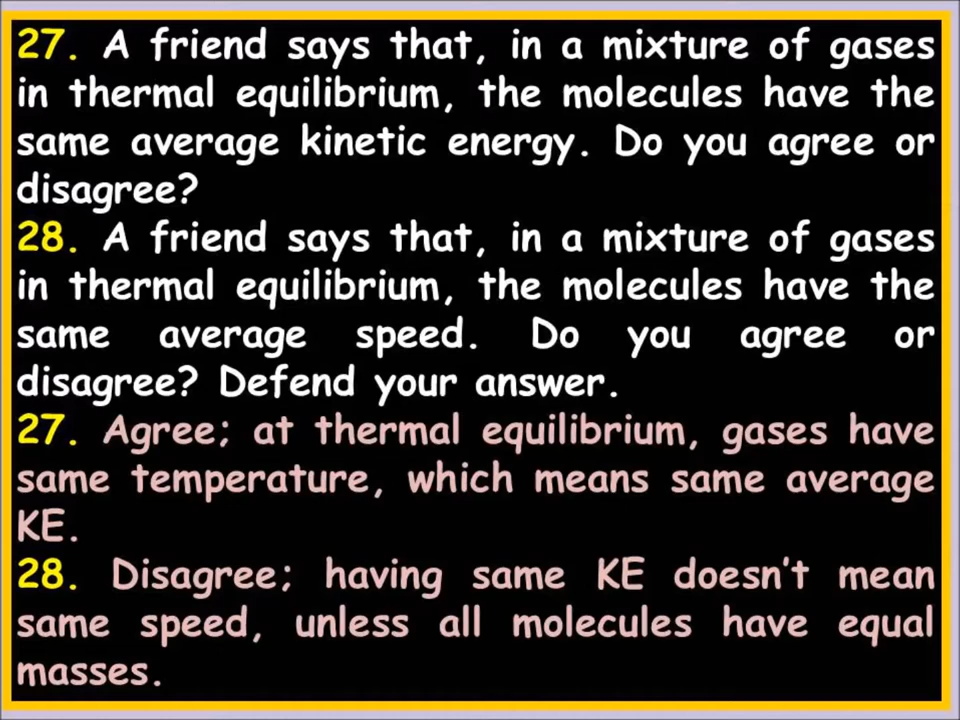 27. A friend says that, in a mixture of gases
in thermal equilibrium, the molecules have the
same average kinetic energy. Do you agree or
disagree?
28. A friend says that, in a mixture of gases
in thermal equilibrium, the molecules have the
same average speed. Do you agree or
disagree? Defend your answer.
27. Agree; at thermal equilibrium, gases have
same temperature, which means same average
KE.
28. Disagree; having same KE doesn't mean
same speed, unless all molecules have equal
masses.